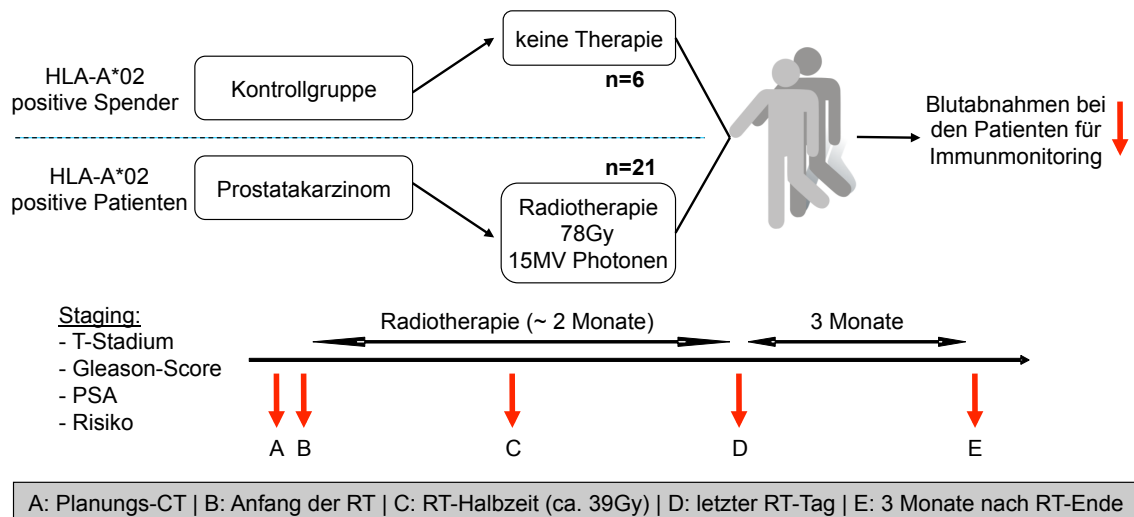 HLA-A*02
positive Spender
Kontrollgruppe
keine Therapie
n=6
HLA-A*02
positive Patienten
Prostatakarzinom
n=21
Radiotherapie
78Gy
15MV Photonen
Blutabnahmen bei
den Patienten für
Immunmonitoring
Staging:
- T-Stadium
- Gleason-Score
- PSA
- Risiko
Radiotherapie (~ 2 Monate)
3 Monate
A
B
C
D
E
A: Planungs-CT | B: Anfang der RT | C: RT-Halbzeit (ca. 39Gy) | D: letzter RT-Tag | E: 3 Monate nach RT-Ende